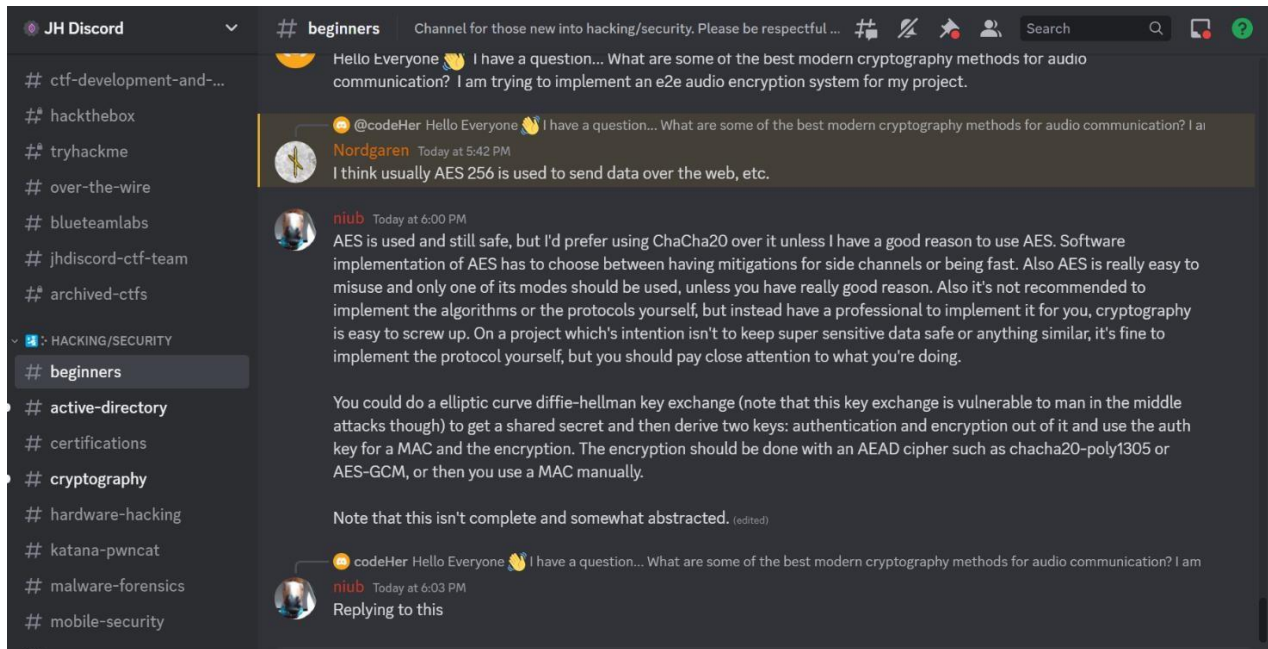 JH Discord
# ctf-development-and-...
hackthebox
tryhackme
# over-the-wire
# blueteamlabs
# jhdiscord-ctf-team
archived-ctfs
:- HACKING/SECURITY
# beginners
# active-directory
# certifications
# cryptography
# hardware-hacking
# katana-pwncat
# malware-forensics
# mobile-security
# beginners
Channel for those new into hacking/security. Please be respectful ...
Search
Hello Everyone 👋 I have a question... What are some of the best modern cryptography methods for audio
communication? I am trying to implement an e2e audio encryption system for my project.
@codeHer Hello Everyone 👋 I have a question... What are some of the best modern cryptography methods for audio communication? I a
Nordgaren Today at 5:42 PM
I think usually AES 256 is used to send data over the web, etc.
niub Today at 6:00 PM
AES is used and still safe, but I'd prefer using ChaCha20 over it unless I have a good reason to use AES. Software
implementation of AES has to choose between having mitigations for side channels or being fast. Also AES is really easy to
misuse and only one of its modes should be used, unless you have really good reason. Also it's not recommended to
implement the algorithms or the protocols yourself, but instead have a professional to implement it for you, cryptography
is easy to screw up. On a project which's intention isn't to keep super sensitive data safe or anything similar, it's fine to
implement the protocol yourself, but you should pay close attention to what you're doing.
You could do a elliptic curve diffie-hellman key exchange (note that this key exchange is vulnerable to man in the middle
attacks though) to get a shared secret and then derive two keys: authentication and encryption out of it and use the auth
key for a MAC and the encryption. The encryption should be done with an AEAD cipher such as chacha20-poly1305 or
AES-GCM, or then you use a MAC manually.
Note that this isn't complete and somewhat abstracted. (edited)
codeHer Hello Everyone 👋 I have a question... What are some of the best modern cryptography methods for audio communication? I am
niub Today at 6:03 PM
Replying to this